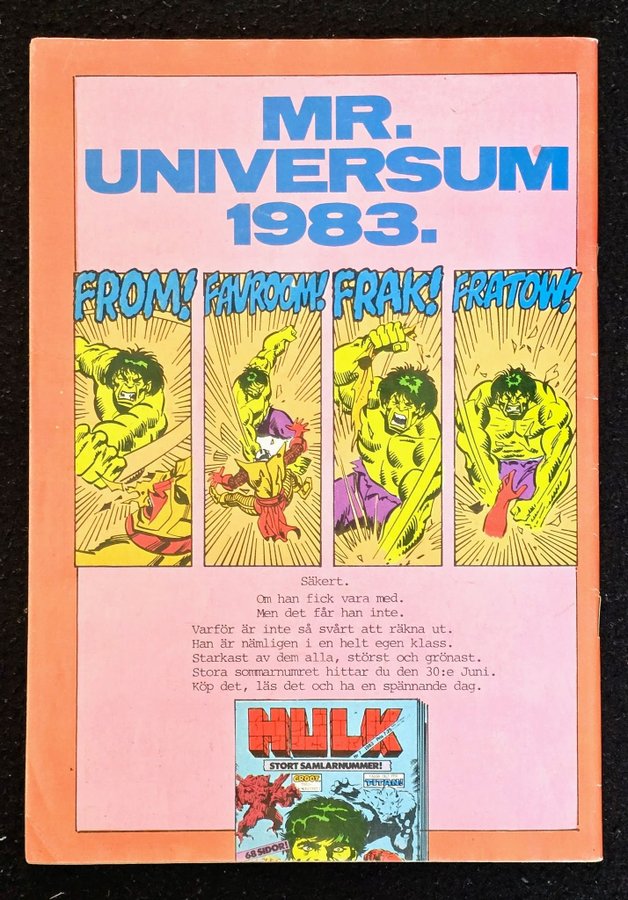 MR.
UNIVERSUM
1983.
FROM! FAVROOM! FRAK! FRATOW!
Säkert.
Om han fick vara med.
Men det får han inte.
Varför är inte så svårt att räkna ut.
Han är nämligen i en helt egen klass.
Starkast av dem alla, störst och grönast.
Stora sommarnumret hittar du den 30:e Juni.
Köp det, läs det och ha en spännande dag.
HULK
STORT SAMLARNUMMER!
GROOT
TITAN!
68 SIDOR!